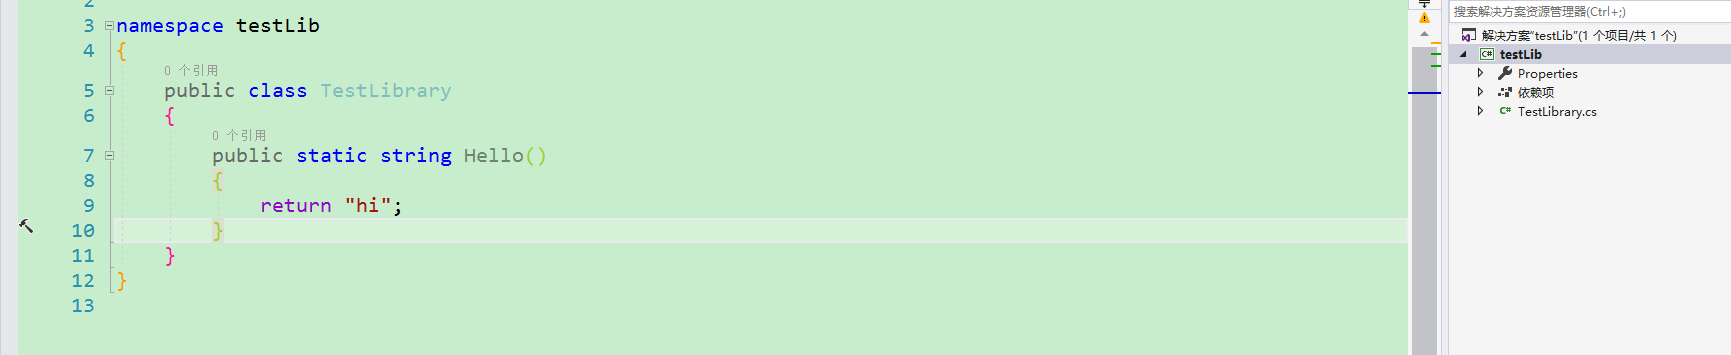 2
3 namespace testLib
4 {
0 个引用
5 public class TestLibrary
6 {
0 个引用
7 public static string Hello()
8 {
9 return "hi";
10 }
11 }
12 }
13
搜索解决方案资源管理器(Ctrl+;)
解决方案"testLib"(1 个项目/共 1 个)
C# testLib
Properties
依赖项
C# TestLibrary.cs